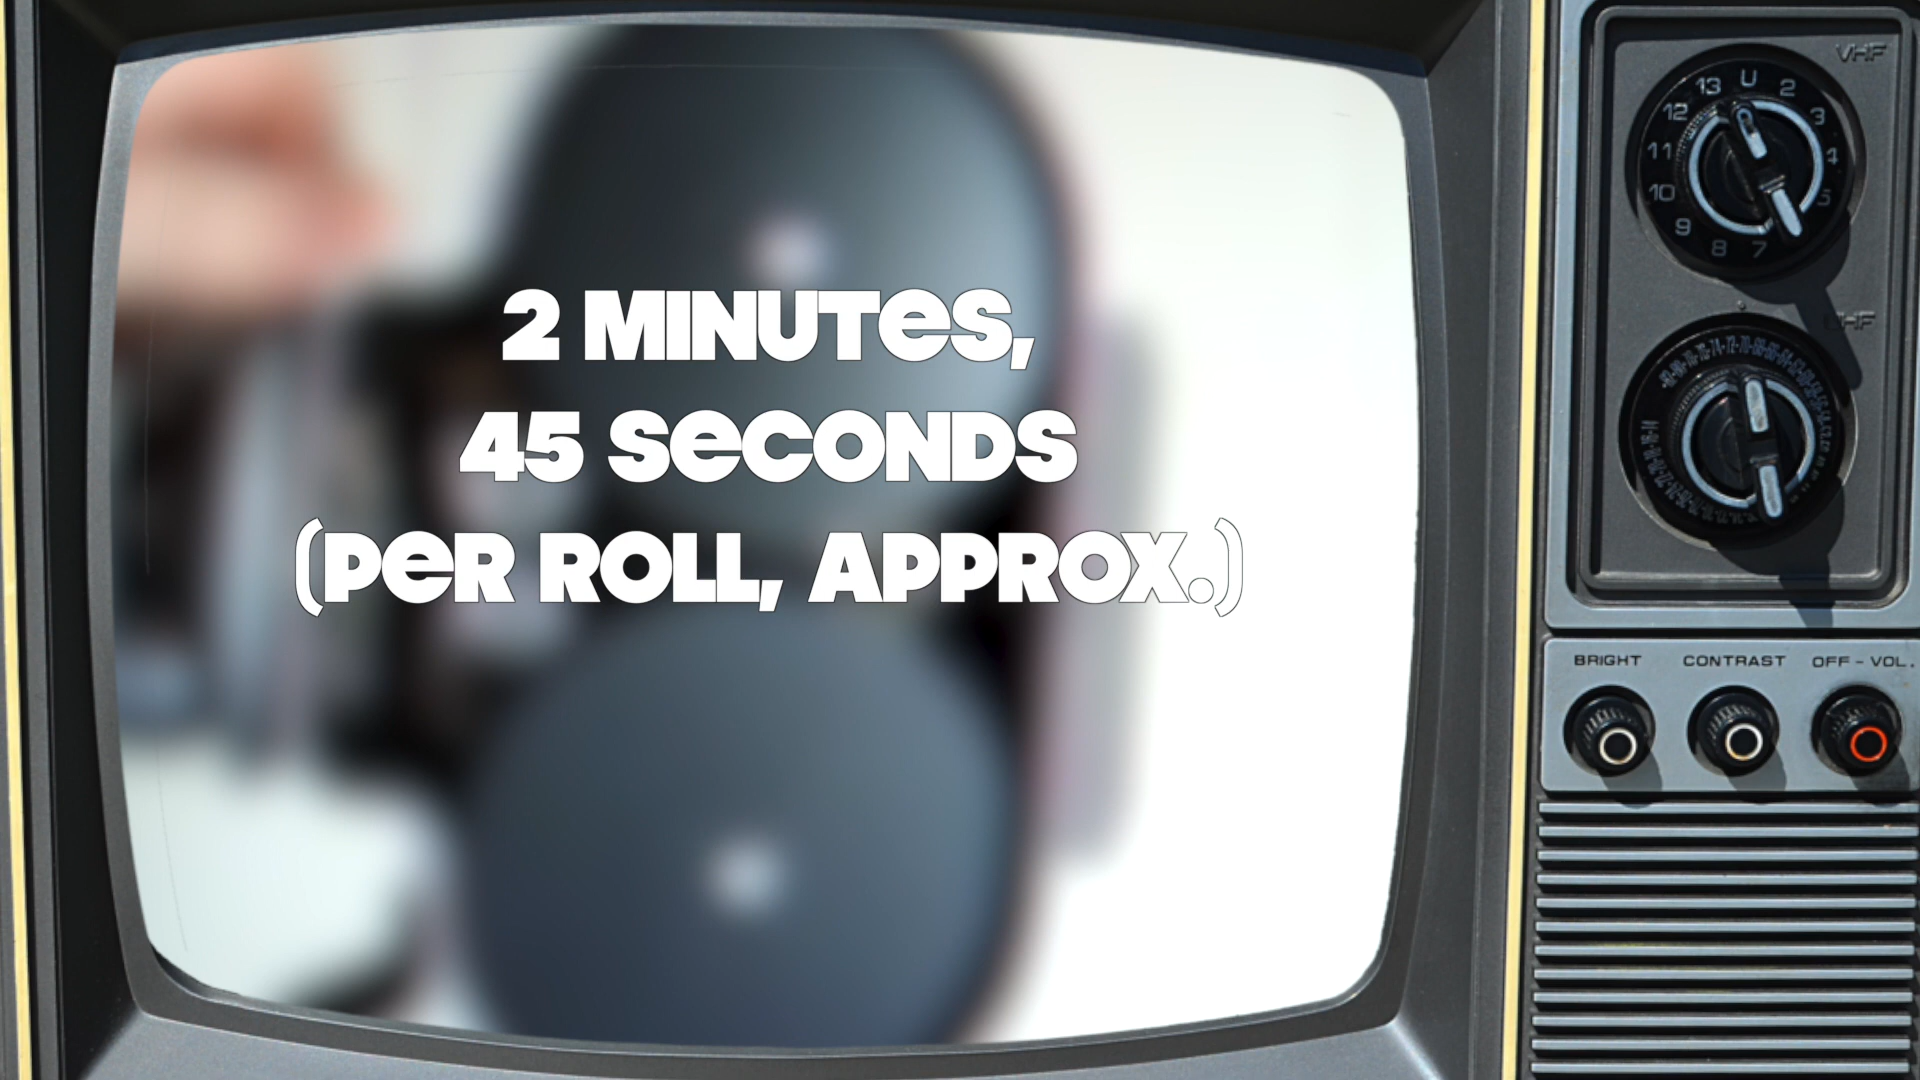 2 MINUTES,
45 SECONDS
(PER ROLL, APPROX.)
VHF
U 2 3 4 5 7 8 9 10 11 12 13
UHF
BRIGHT CONTRAST OFF-VOL.